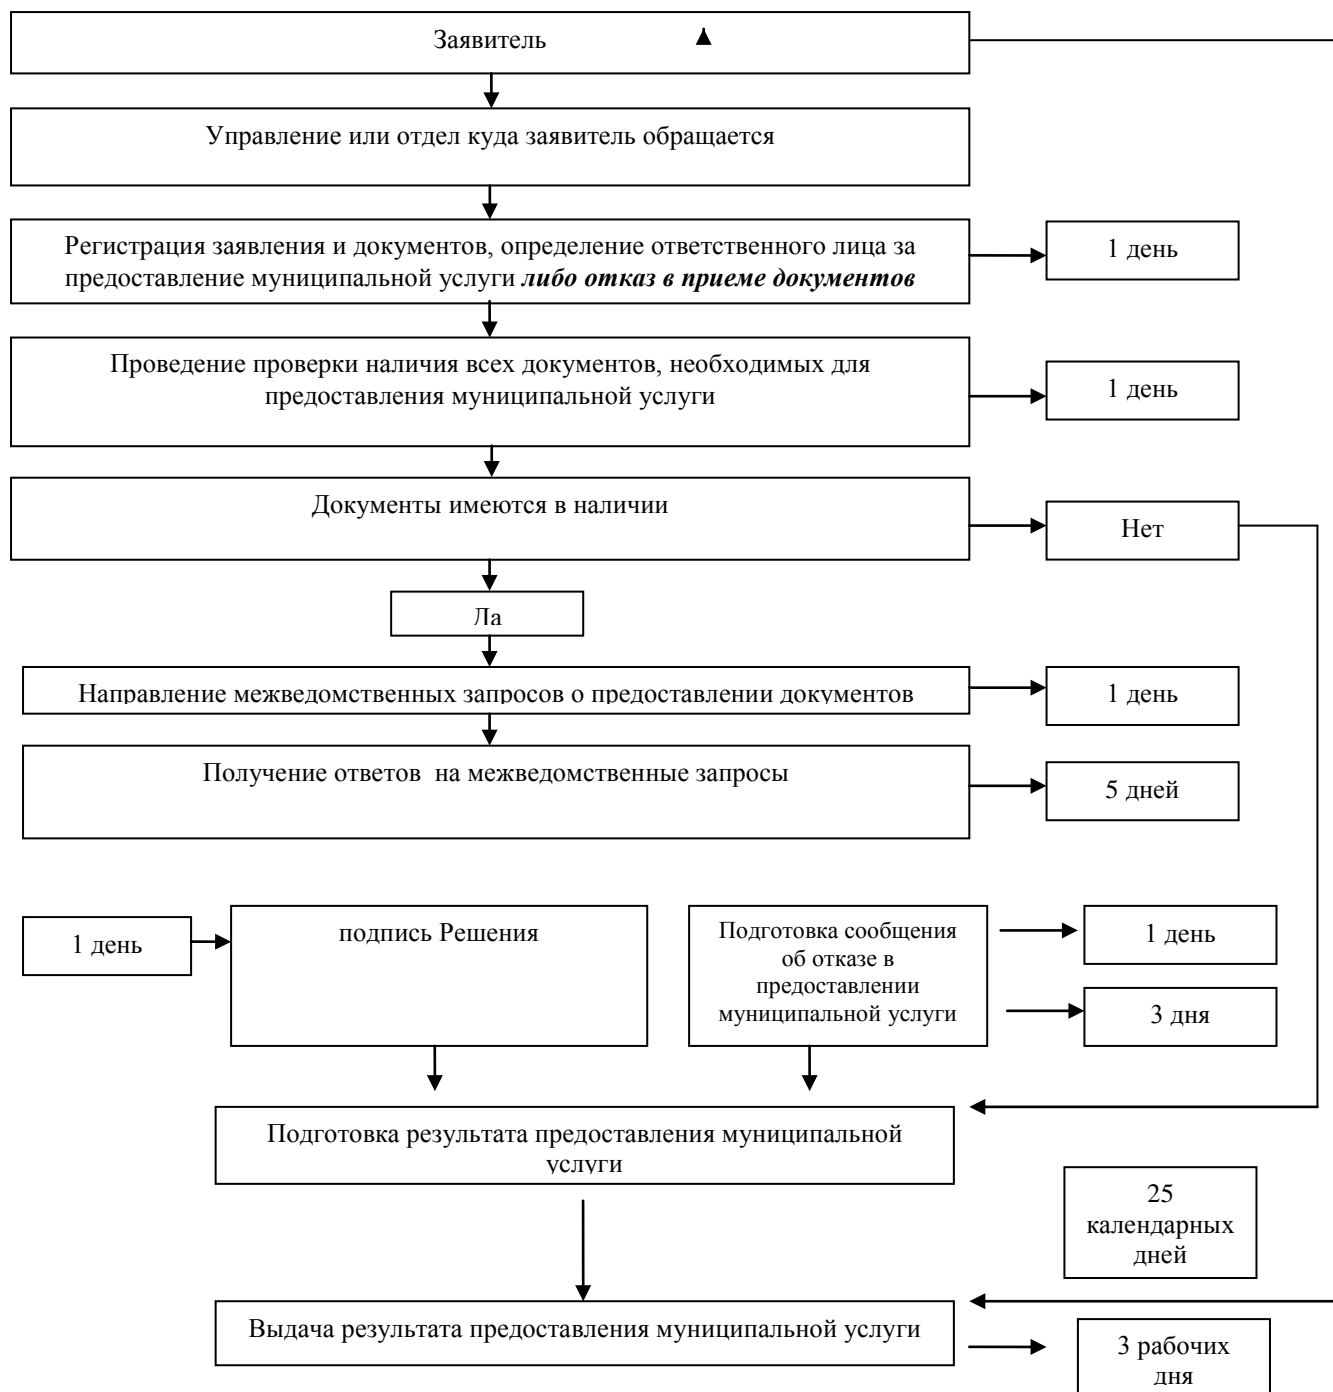 Заявитель
Управление или отдел куда заявитель обращается
Регистрация заявления и документов, определение ответственного лица за
предоставление муниципальной услуги либо отказ в приеме документов
1 день
Проведение проверки наличия всех документов, необходимых для
предоставления муниципальной услуги
1 день
Документы имеются в наличии
Нет
Да
Направление межведомственных запросов о предоставлении документов
1 день
Получение ответов на межведомственные запросы
5 дней
1 день
подпись Решения
Подготовка сообщения
об отказе в
предоставлении
муниципальной услуги
1 день
3 дня
Подготовка результата предоставления муниципальной
услуги
25
календарных
дней
Выдача результата предоставления муниципальной услуги
3 рабочих
дня